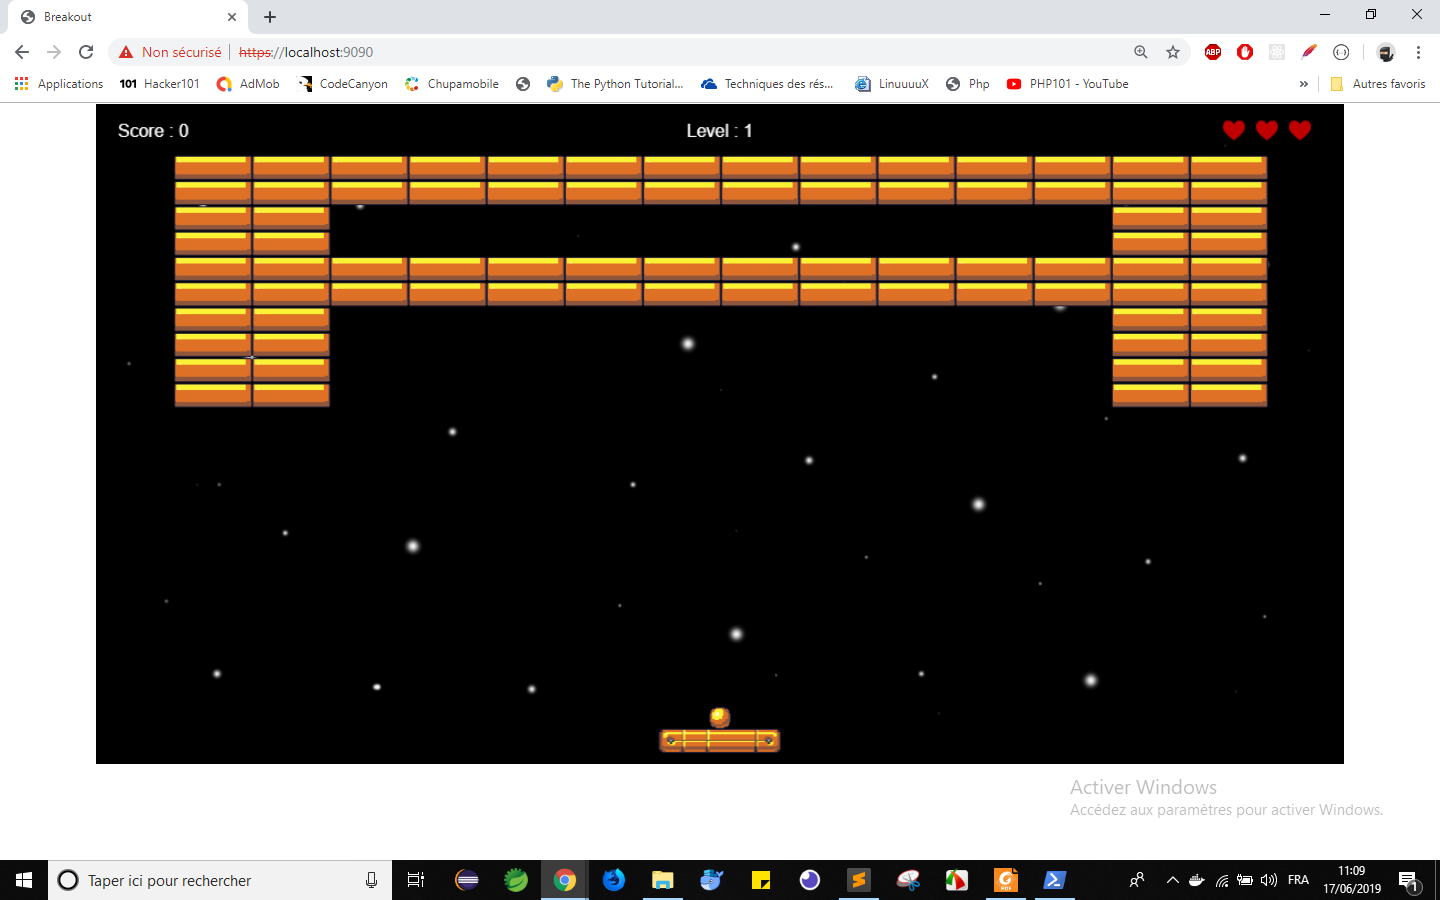 Breakout
Non sécurisé https://localhost:9090
ABP
Applications 101 Hacker101 AdMob CodeCanyon Chupamobile The Python Tutorial... Techniques des rés... LinuuuuX Php PHP101 - YouTube » Autres favoris
Score : 0 Level : 1
Activer Windows
Accédez aux paramètres pour activer Windows.
Taper ici pour rechercher
FRA
11:09
17/06/2019
1